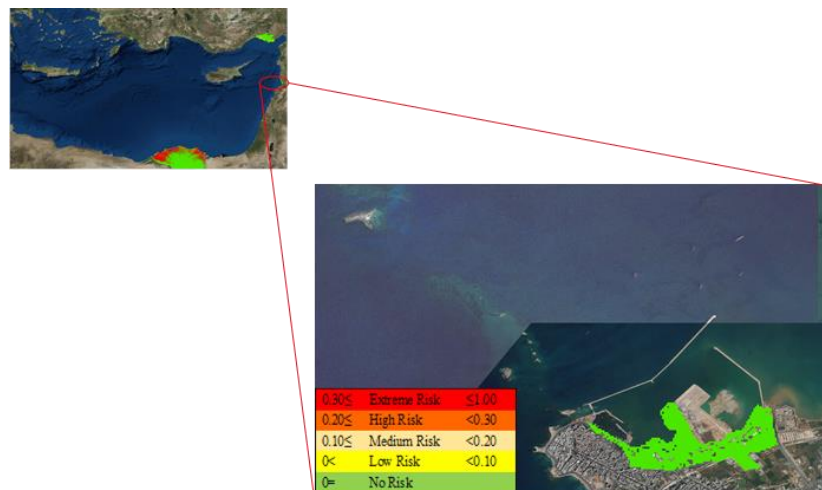 0.30≤ Extreme Risk ≤1.00
0.20≤ High Risk <0.30
0.10≤ Medium Risk <0.20
0< Low Risk <0.10
0= No Risk